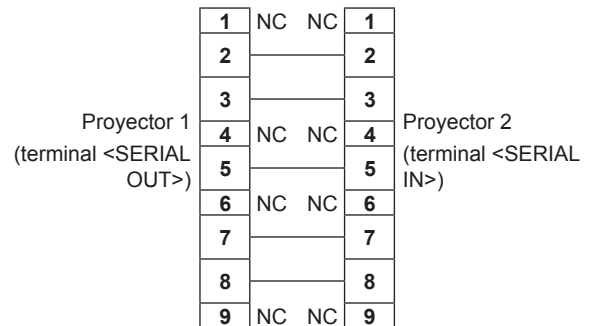 1 NC NC 1
2 2
3 3
Proyector 1
(terminal <SERIAL
OUT>)
4 NC NC 4
5 5
6 NC NC 6
Proyector 2
(terminal <SERIAL
IN>)
7 7
8 8
9 NC NC 9